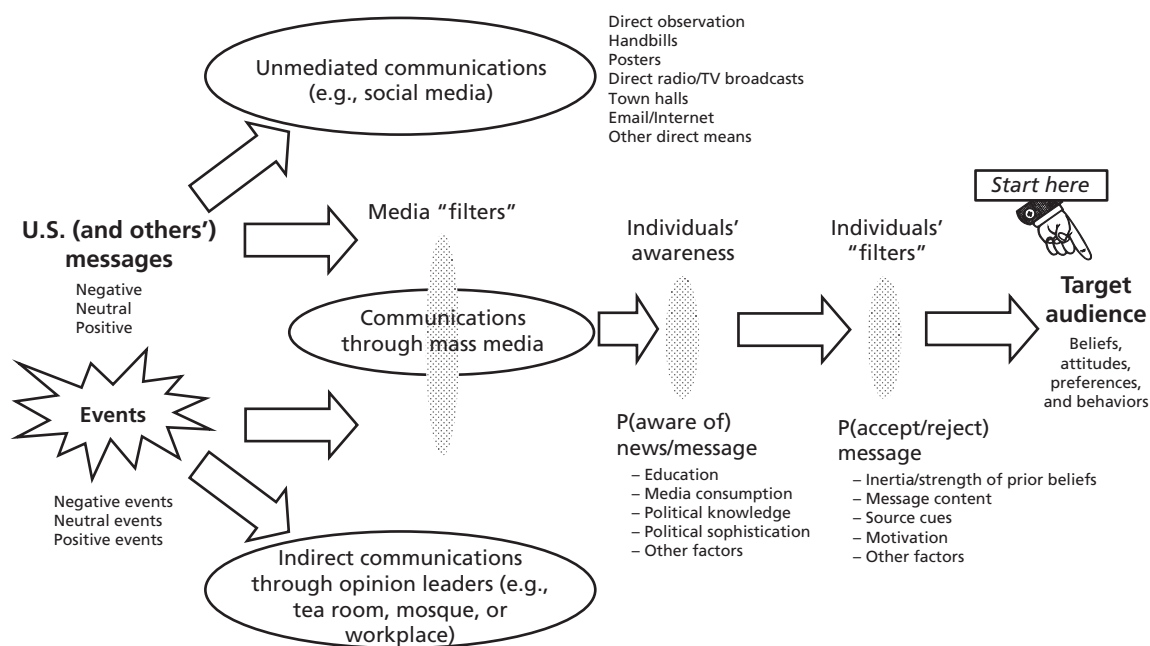 Unmediated communications
(e.g., social media)
Direct observation
Handbills
Posters
Direct radio/TV broadcasts
Town halls
Email/Internet
Other direct means
U.S. (and others’)
messages
Negative
Neutral
Positive
Events
Negative events
Neutral events
Positive events
Media “filters”
Communications
through mass media
Indirect communications
through opinion leaders (e.g.,
tea room, mosque, or
workplace)
Individuals’
awareness
P(aware of)
news/message
– Education
– Media consumption
– Political knowledge
– Political sophistication
– Other factors
Individuals’
“filters”
P(accept/reject)
message
– Inertia/strength of prior beliefs
– Message content
– Source cues
– Motivation
– Other factors
Start here
Target
audience
Beliefs,
attitudes,
preferences,
and behaviors